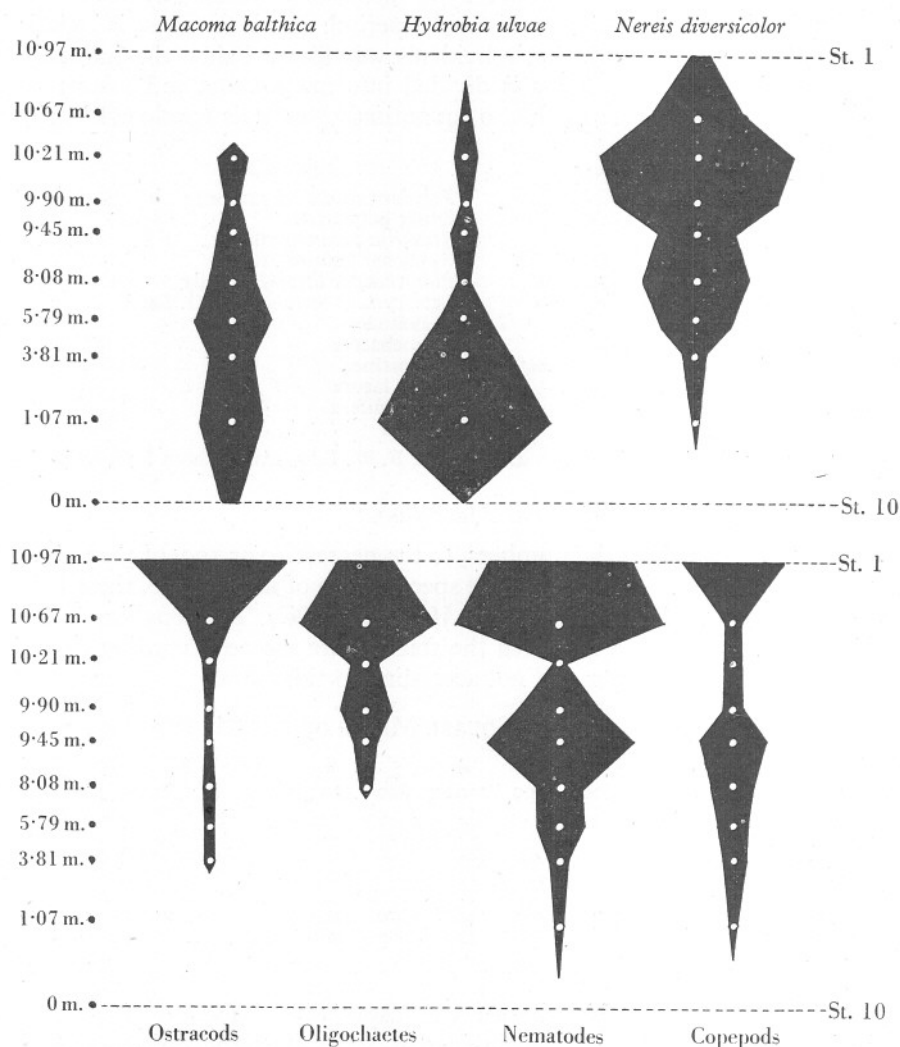 Macoma balthica Hydrobia ulvae Nereis diversicolor
10·97 m. St. 1
10·67 m.
10·21 m.
9·90 m.
9·45 m.
8·08 m.
5·79 m.
3·81 m.
1·07 m.
0 m. St. 10
10·97 m. St. 1
10·67 m.
10·21 m.
9·90 m.
9·45 m.
8·08 m.
5·79 m.
3·81 m.
1·07 m.
0 m. St. 10
Ostracods Oligochaetes Nematodes Copepods